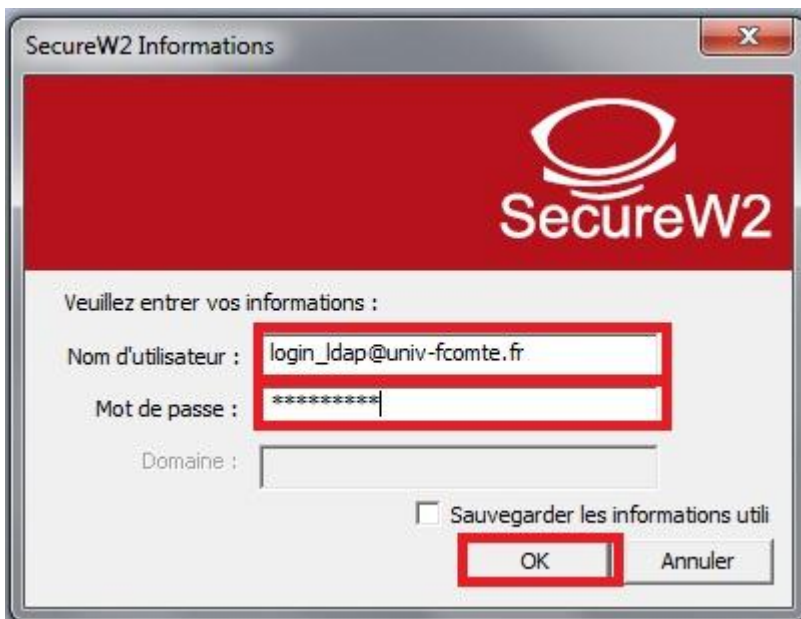 SecureW2 Informations
SecureW2
Veuillez entrer vos informations :
Nom d'utilisateur : login_ldap@univ-fcomte.fr
Mot de passe : *********
Domaine :
Sauvegarder les informations utili
OK Annuler